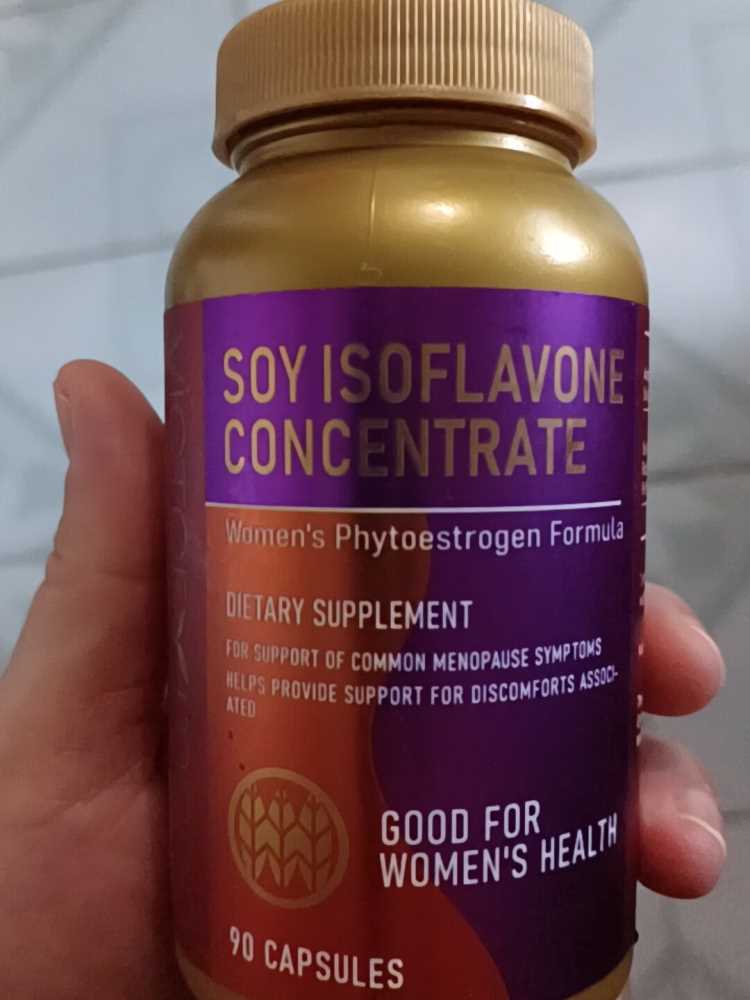 SOY ISOFLAVONE
CONCENTRATE
Women's Phytoestrogen Formula
DIETARY SUPPLEMENT
FOR SUPPORT OF COMMON MENOPAUSE SYMPTOMS
HELPS PROVIDE SUPPORT FOR DISCOMFORTS ASSOCI-
ATED
GOOD FOR
WOMEN'S HEALTH
90 CAPSULES